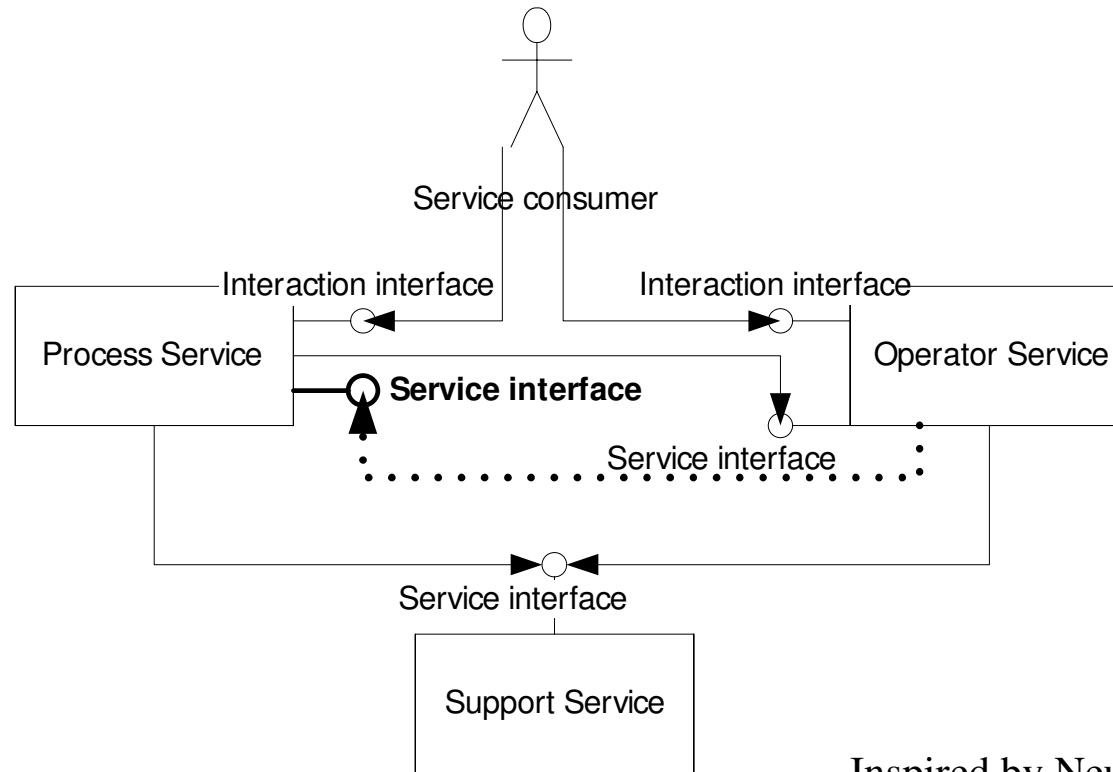 Service consumer
Interaction interface
Interaction interface
Process Service
Operator Service
Service interface
Service interface
Service interface
Support Service
Inspired by